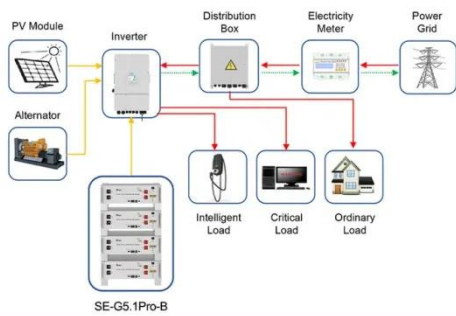 PV Module
Inverter
Distribution
Box
Electricity
Meter
Power
Grid
Alternator
Intelligent
Load
Critical
Load
Ordinary
Load
SE-G5.1Pro-B